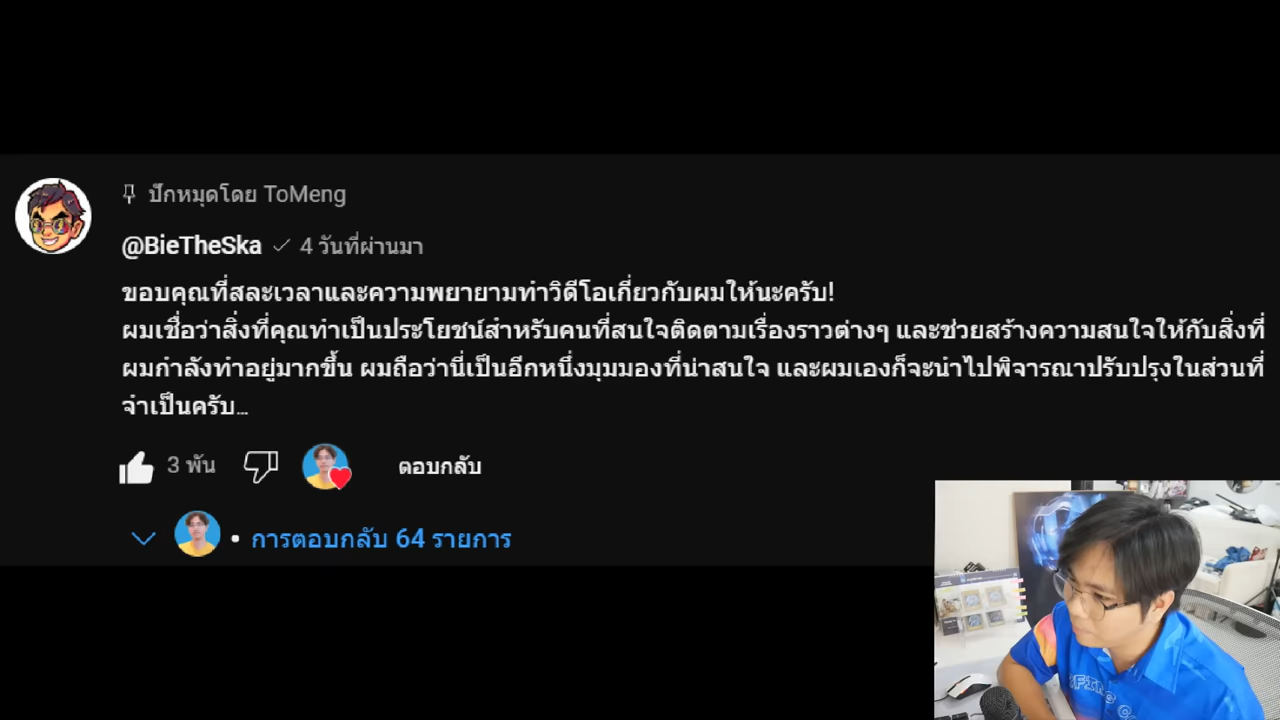 ปักหมุดโดย ToMeng
@BieTheSka 4 วันที่ผ่านมา
ขอบคุณที่สละเวลาและความพยายามทำวิดีโอเกี่ยวกับผมให้นะครับ!
ผมเชื่อว่าสิ่งที่คุณทำเป็นประโยชน์สำหรับคนที่สนใจติดตามเรื่องราวต่างๆ และช่วยสร้างความสนใจให้กับสิ่งที่
ผมกำลังทำอยู่มากขึ้น ผมถือว่านี่เป็นอีกหนึ่งมุมมองที่น่าสนใจ และผมเองก็จะนำไปพิจารณาปรับปรุงในส่วนที่
จำเป็นครับ...
3 พัน ตอบกลับ
• การตอบกลับ 64 รายการ